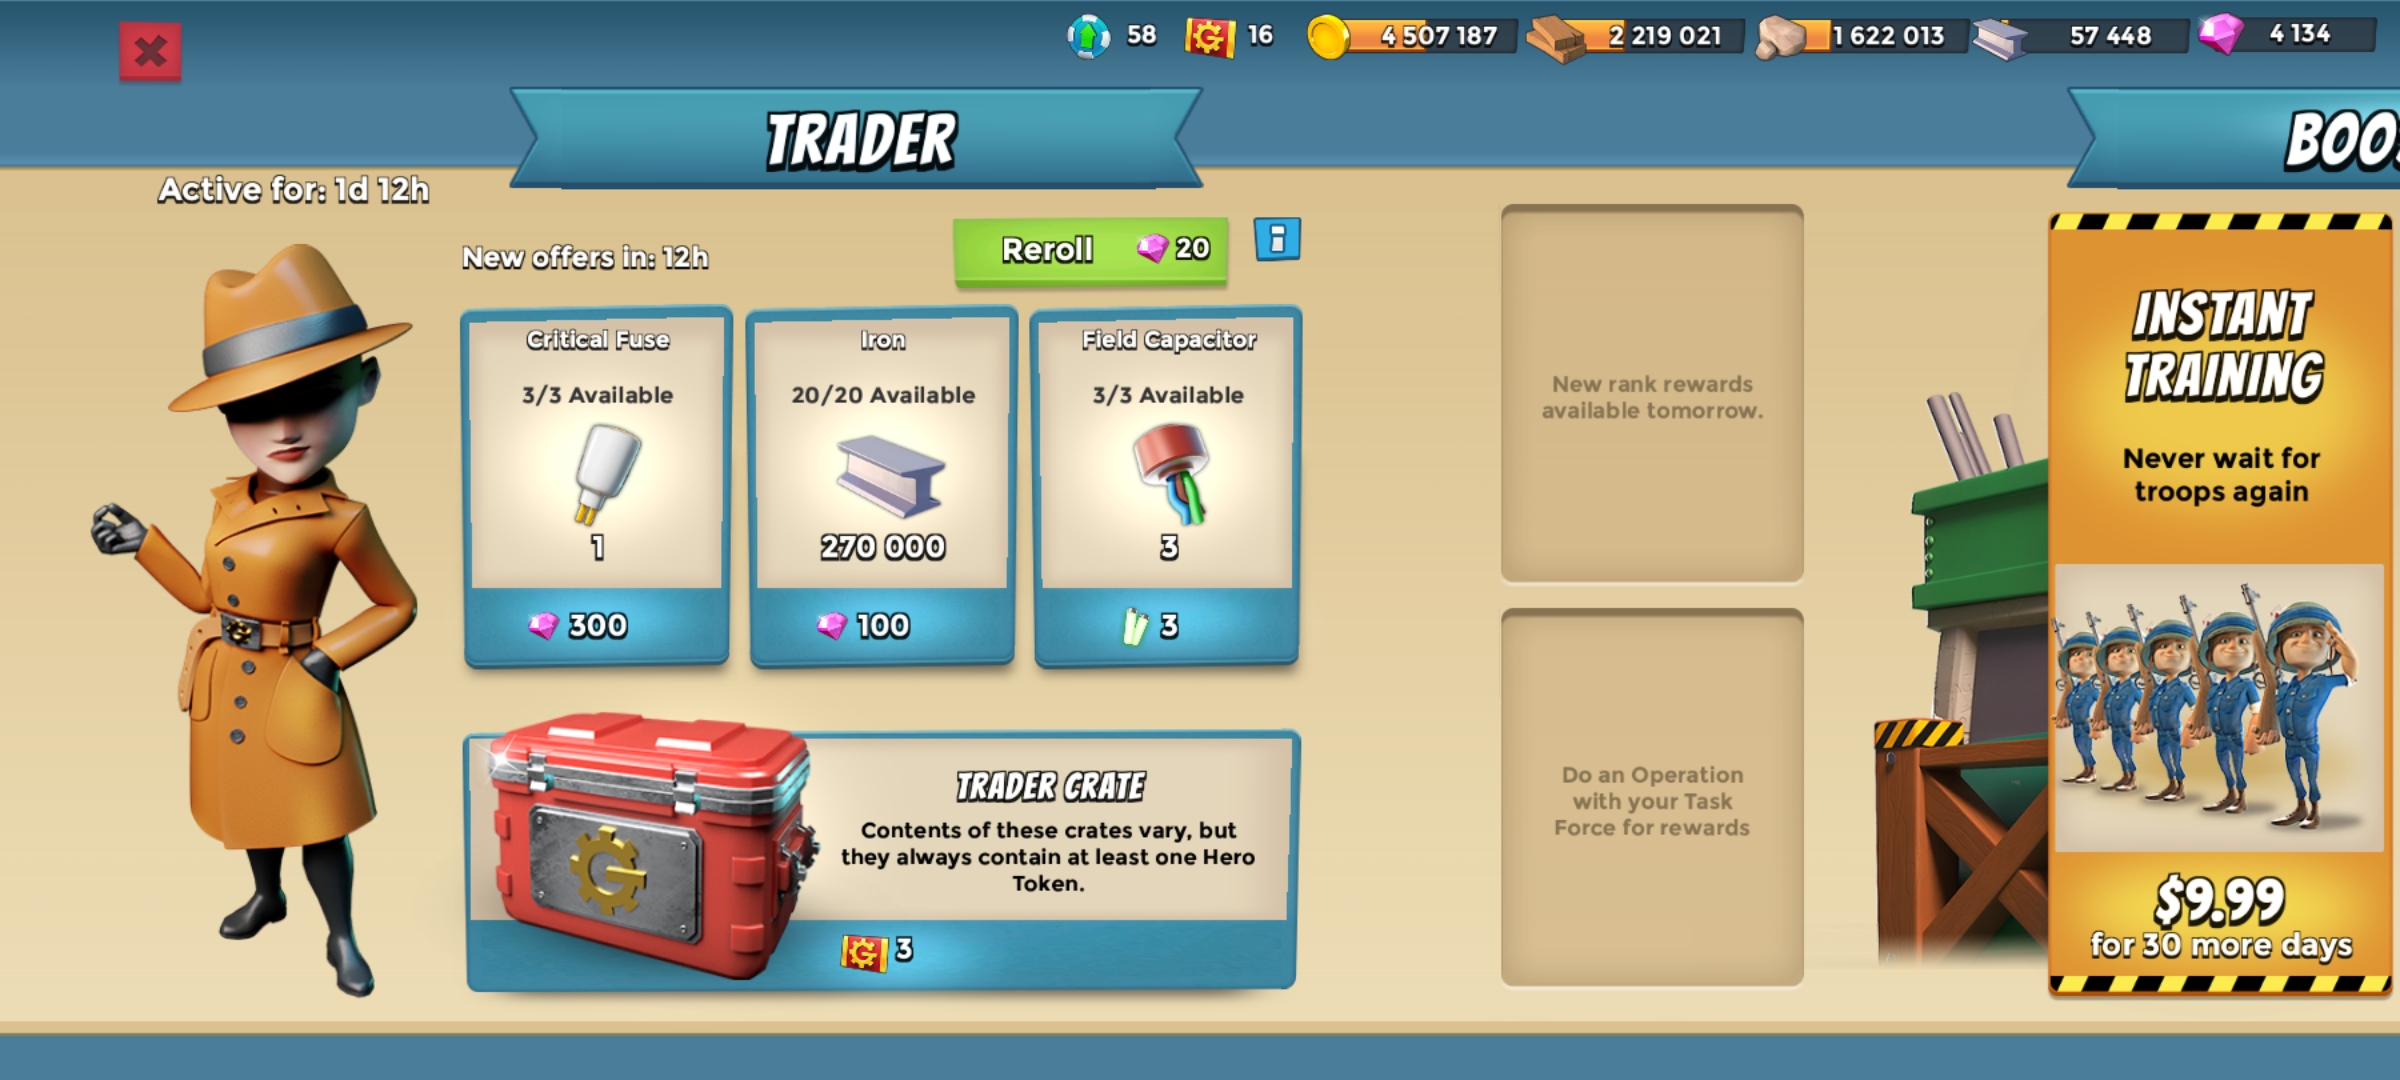 58
16
4 507 187
2 219 021
1 622 013
57 448
4 134
TRADER
Active for: 1d 12h
New offers in: 12h
Reroll 20
Critical Fuse
3/3 Available
1
300
Iron
20/20 Available
270 000
100
Field Capacitor
3/3 Available
3
3
TRADER CRATE
Contents of these crates vary, but
they always contain at least one Hero
Token.
3
New rank rewards
available tomorrow.
Do an Operation
with your Task
Force for rewards
INSTANT
TRAINING
Never wait for
troops again
$9.99
for 30 more days